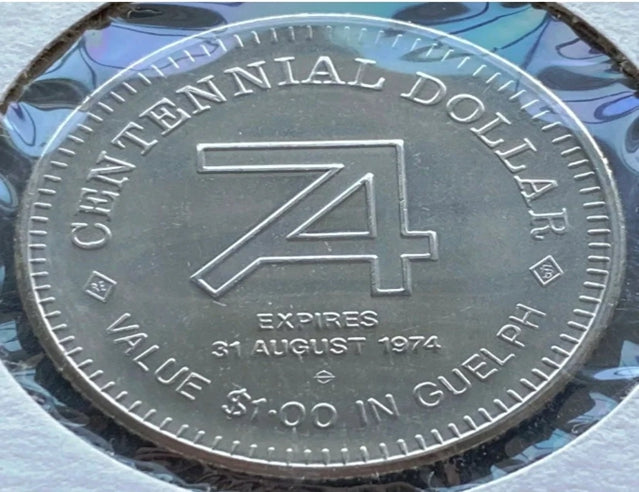 CENTENNIAL DOLLAR
74
EXPIRES
31 AUGUST 1974
VALUE $1.00 IN GUELPH